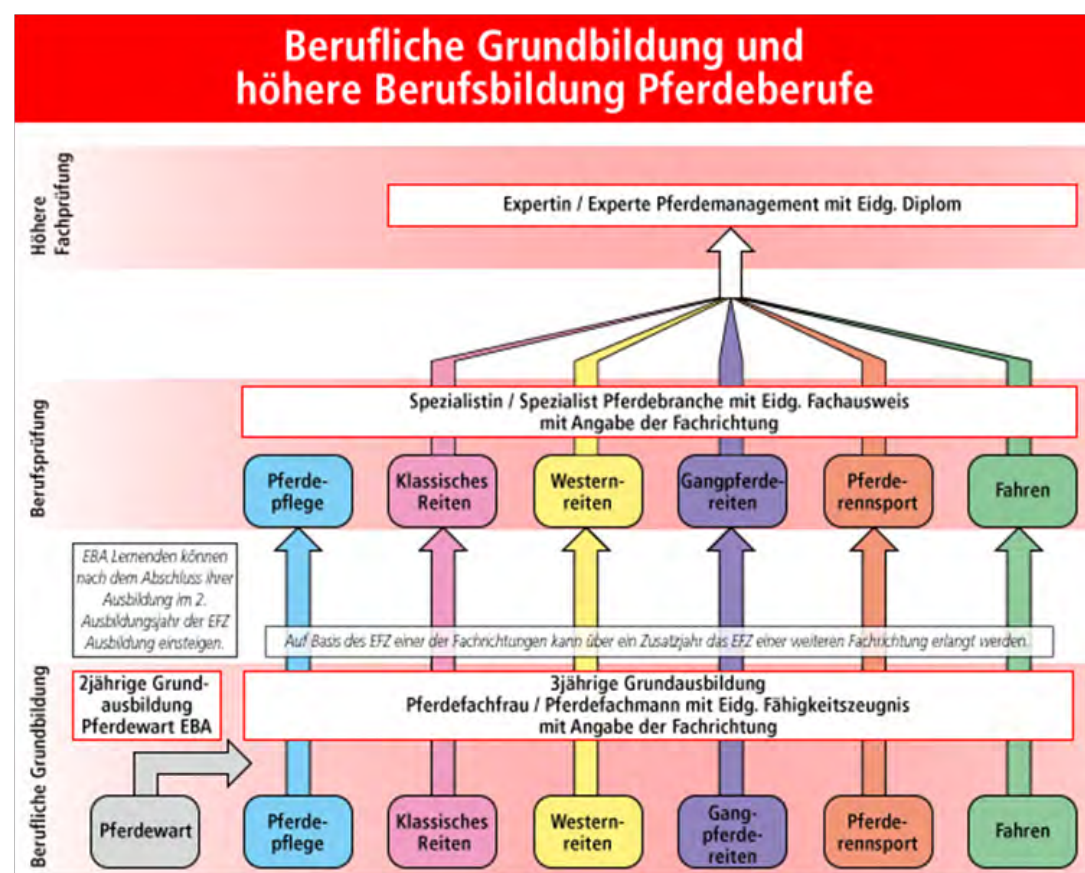 Berufliche Grundbildung und
höhere Berufsbildung Pferdeberufe
Höhere
Fachprüfung
Expertin / Experte Pferdemanagement mit Eidg. Diplom
Berufsprüfung
Spezialistin / Spezialist Pferdebranche mit Eidg. Fachausweis
mit Angabe der Fachrichtung
Pferde-
pflege
Klassisches
Reiten
Western-
reiten
Gangpferde-
reiten
Pferde-
rennsport
Fahren
EBA Lernenden können
nach dem Abschluss ihrer
Ausbildung im 2.
Ausbildungsjahr der EFZ
Ausbildung einsteigen.
Auf Basis des EFZ einer der Fachrichtungen kann über ein Zusatzjahr das EFZ einer weiteren Fachrichtung erlangt werden.
Berufliche Grundbildung
2jährige Grund-
ausbildung
Pferdewart EBA
3jährige Grundausbildung
Pferdefachfrau / Pferdefachmann mit Eidg. Fähigkeitszeugnis
mit Angabe der Fachrichtung
Pferdewart
Pferde-
pflege
Klassisches
Reiten
Western-
reiten
Gang-
pferde-
reiten
Pferde-
rennsport
Fahren